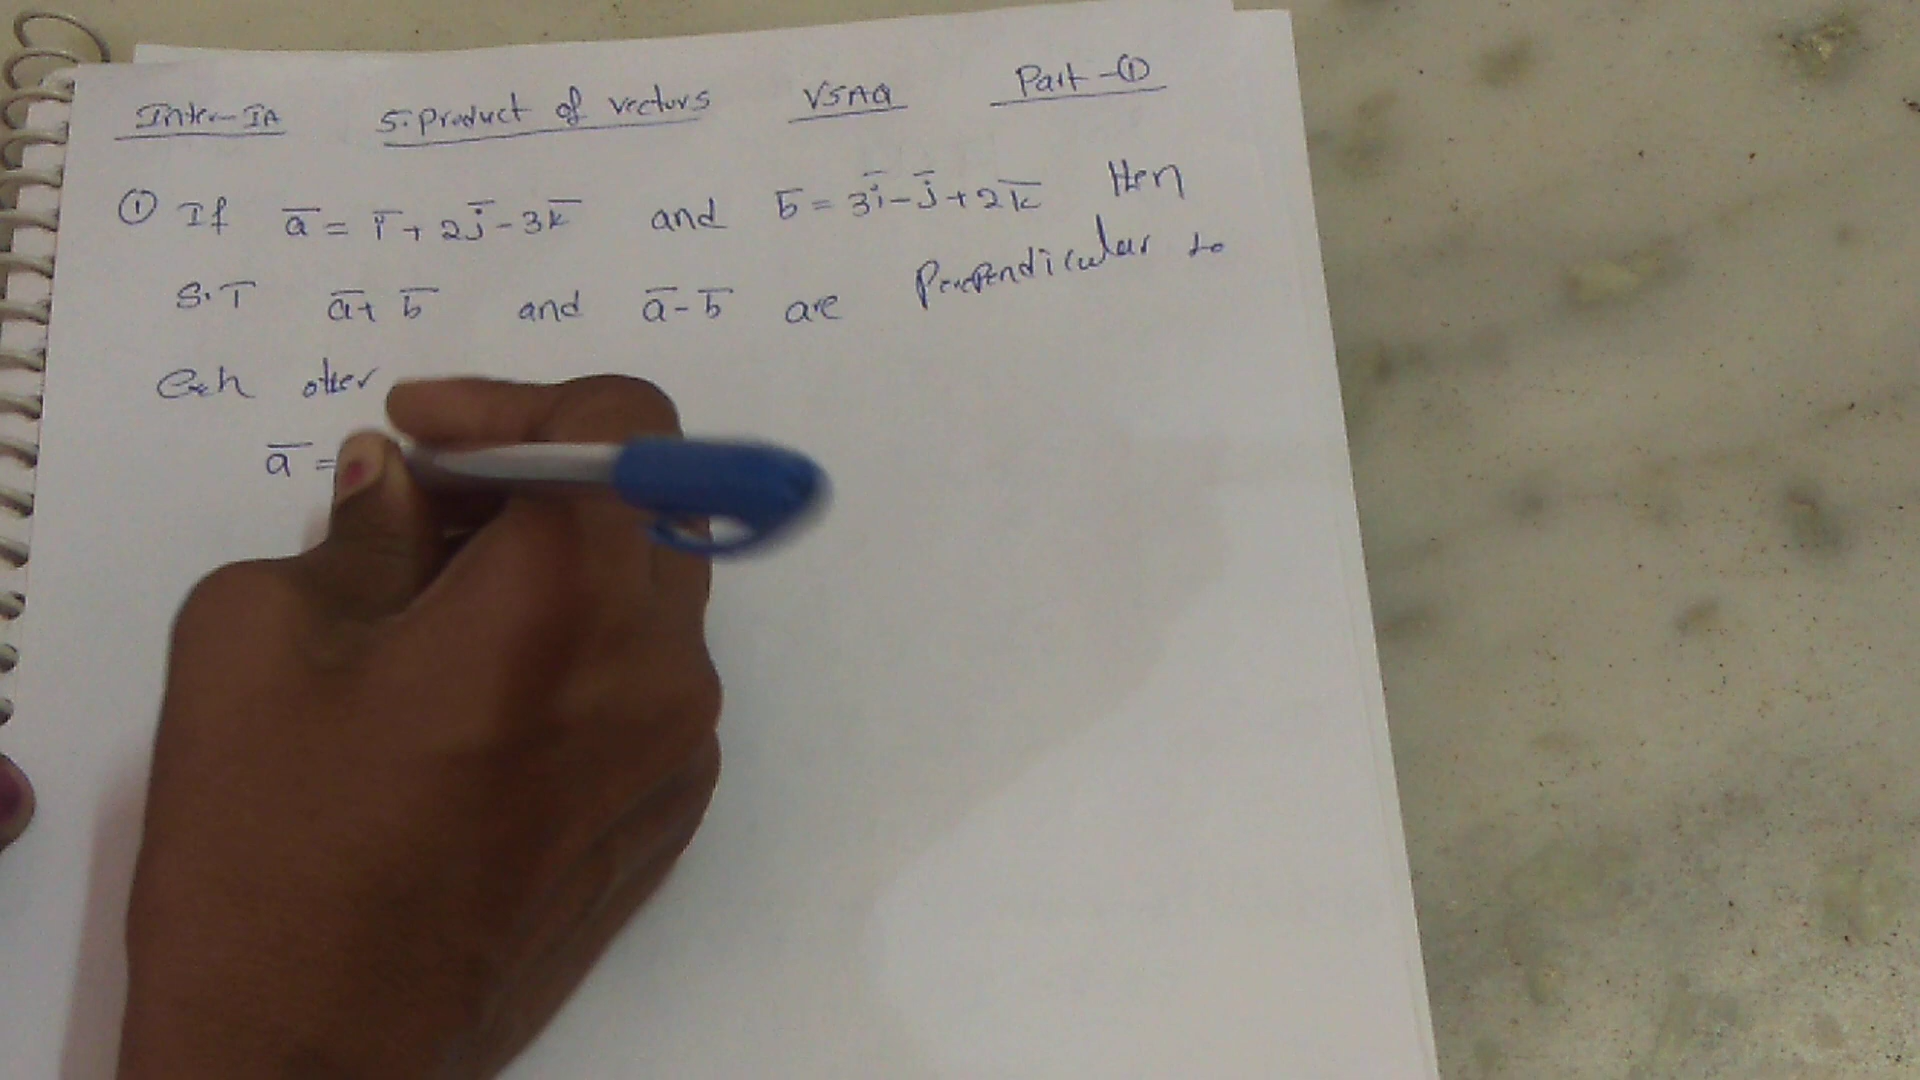 Inter-IA 5. Product of vectors VSAQ Part-①
① If a̅ = i̅ + 2j̅ - 3k̅ and b̅ = 3i̅ - j̅ + 2k̅ then
S.T a̅ + b̅ and a̅ - b̅ are Perpendicular to
each other
a̅ =